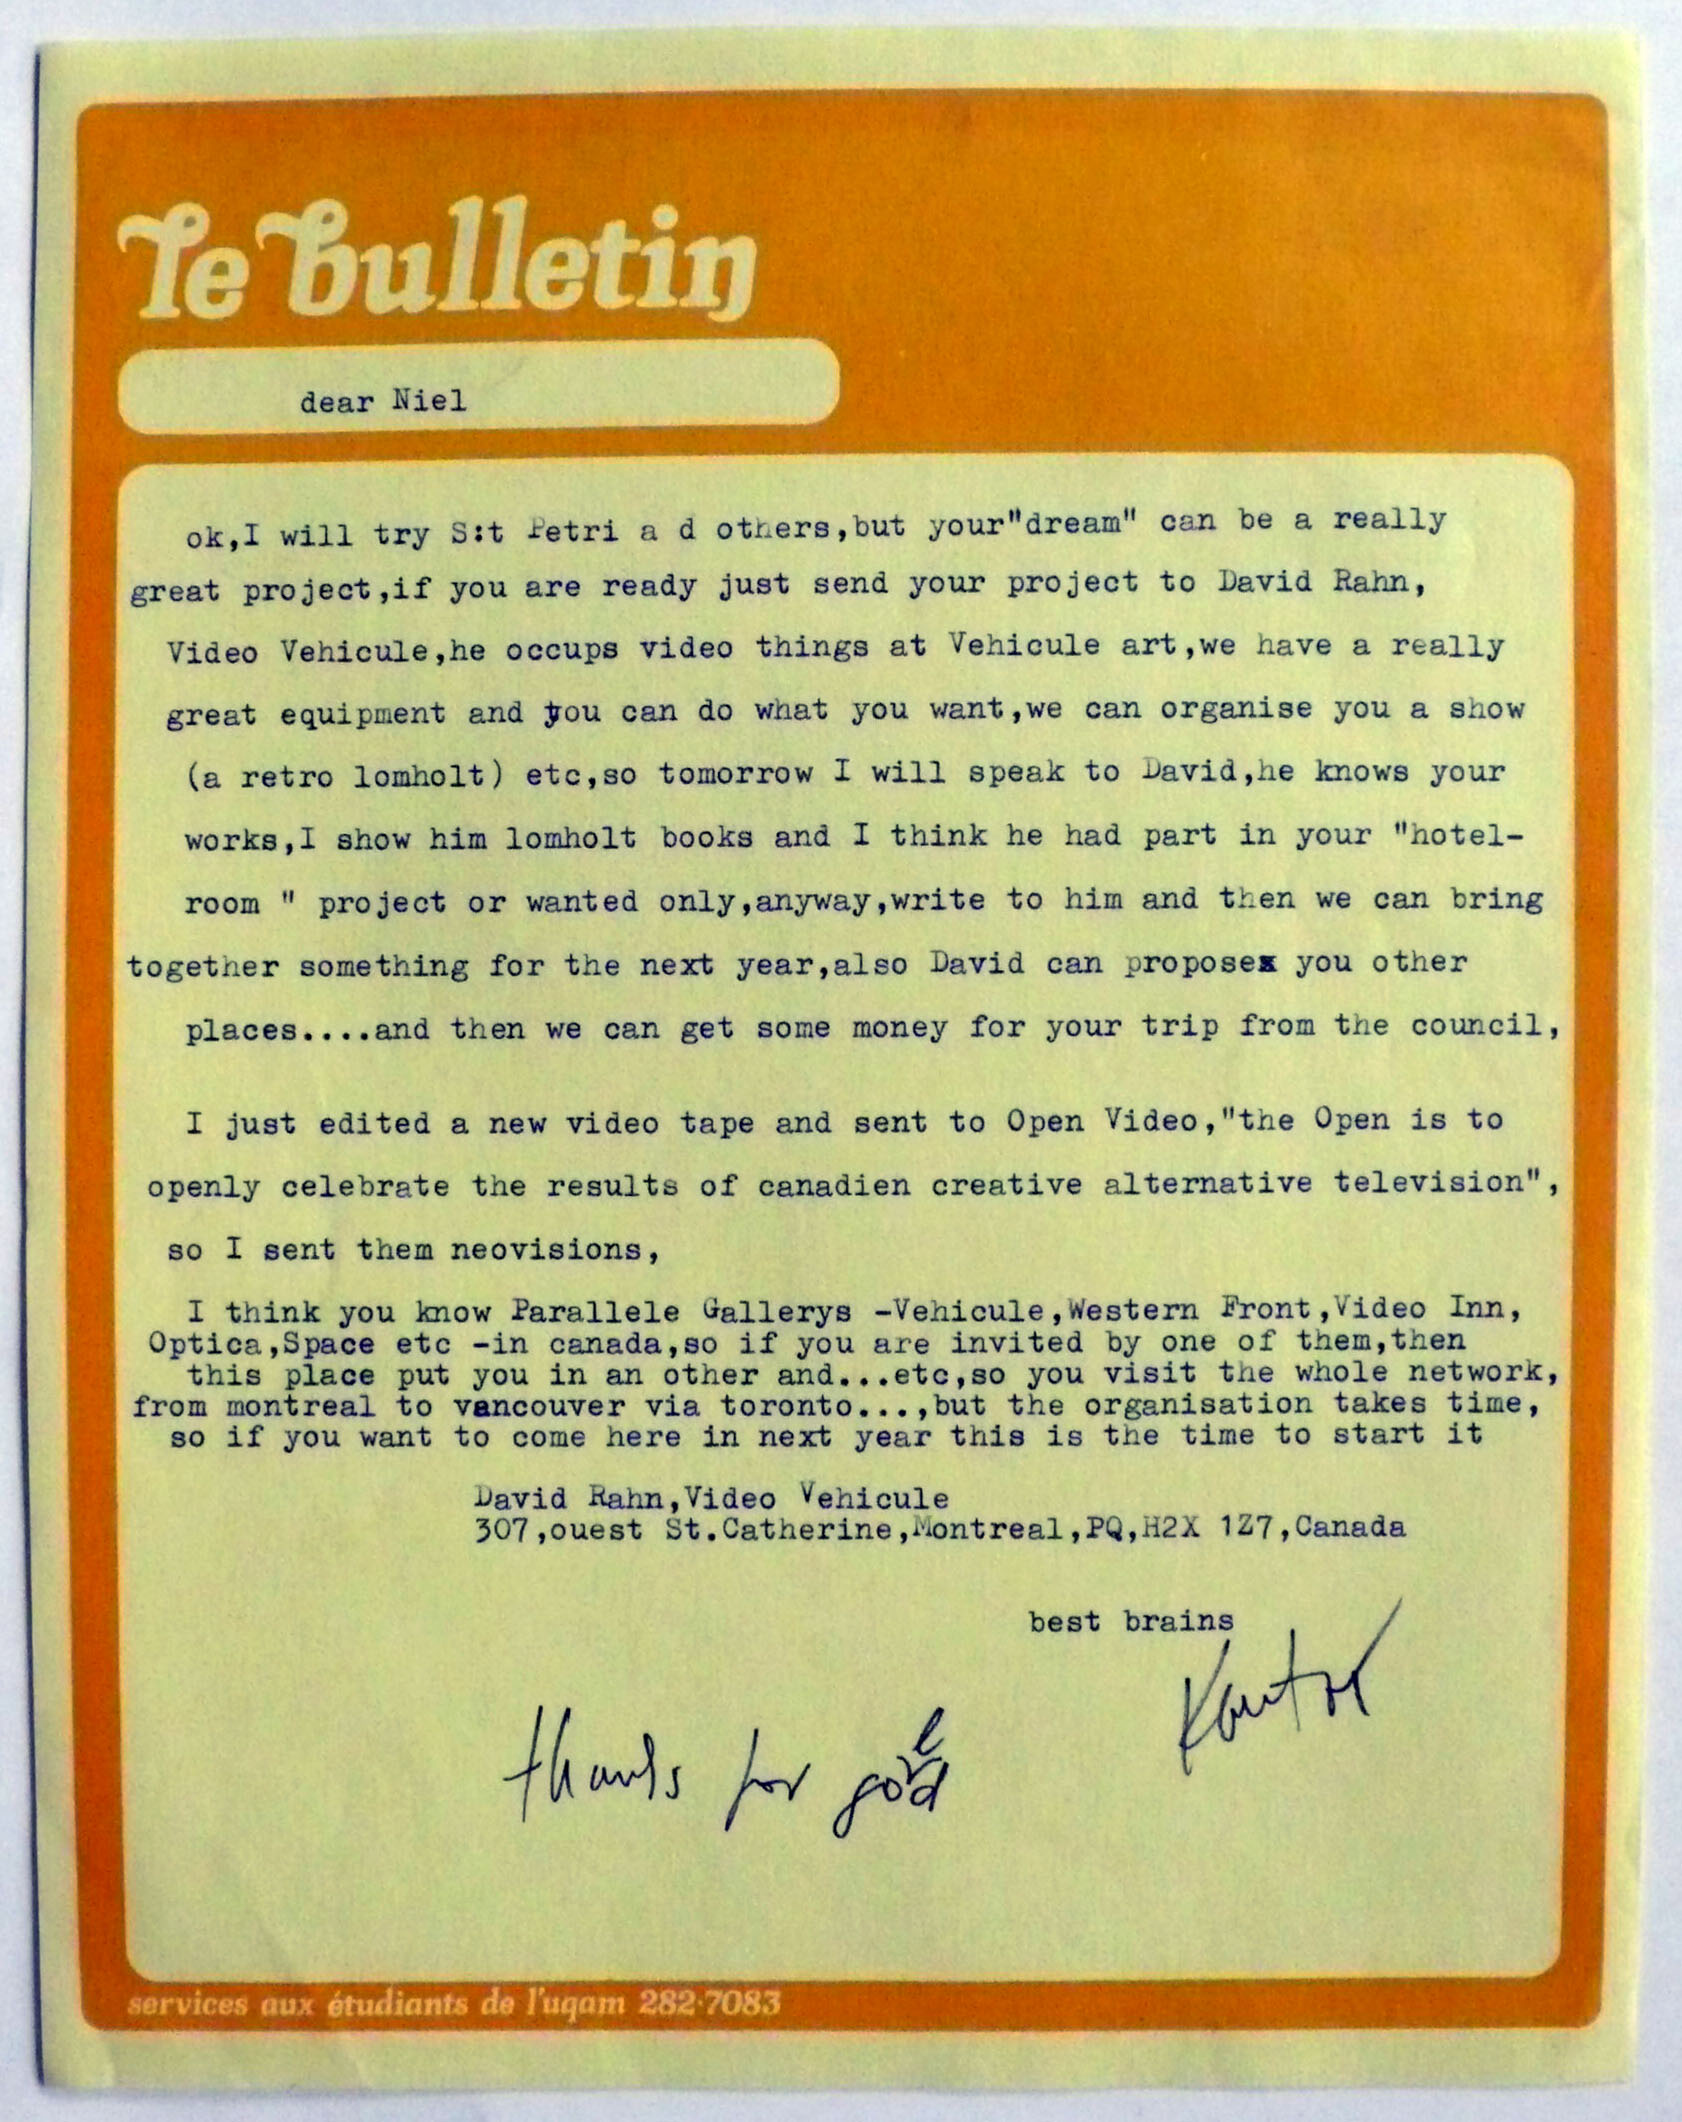 le bulletin
dear Niel
ok,I will try S:t Petri a d others,but your"dream" can be a really
great project,if you are ready just send your project to David Rahn,
Video Vehicule,he occups video things at Vehicule art,we have a really
great equipment and you can do what you want,we can organise you a show
(a retro lomholt) etc,so tomorrow I will speak to David,he knows your
works,I show him lomholt books and I think he had part in your "hotel-
room " project or wanted only,anyway,write to him and then we can bring
together something for the next year,also David can propose you other
places....and then we can get some money for your trip from the council,
I just edited a new video tape and sent to Open Video,"the Open is to
openly celebrate the results of canadien creative alternative television",
so I sent them neovisions,
I think you know Parallele Gallerys -Vehicule,Western Front,Video Inn,
Optica,Space etc -in canada,so if you are invited by one of them,then
this place put you in an other and...etc,so you visit the whole network,
from montreal to vancouver via toronto...,but the organisation takes time,
so if you want to come here in next year this is the time to start it
David Rahn,Video Vehicule
307,ouest St.Catherine,Montreal,PQ,H2X 1Z7,Canada
best brains
Kantor
thanks for
services aux étudiants de l'uqam 282·7083